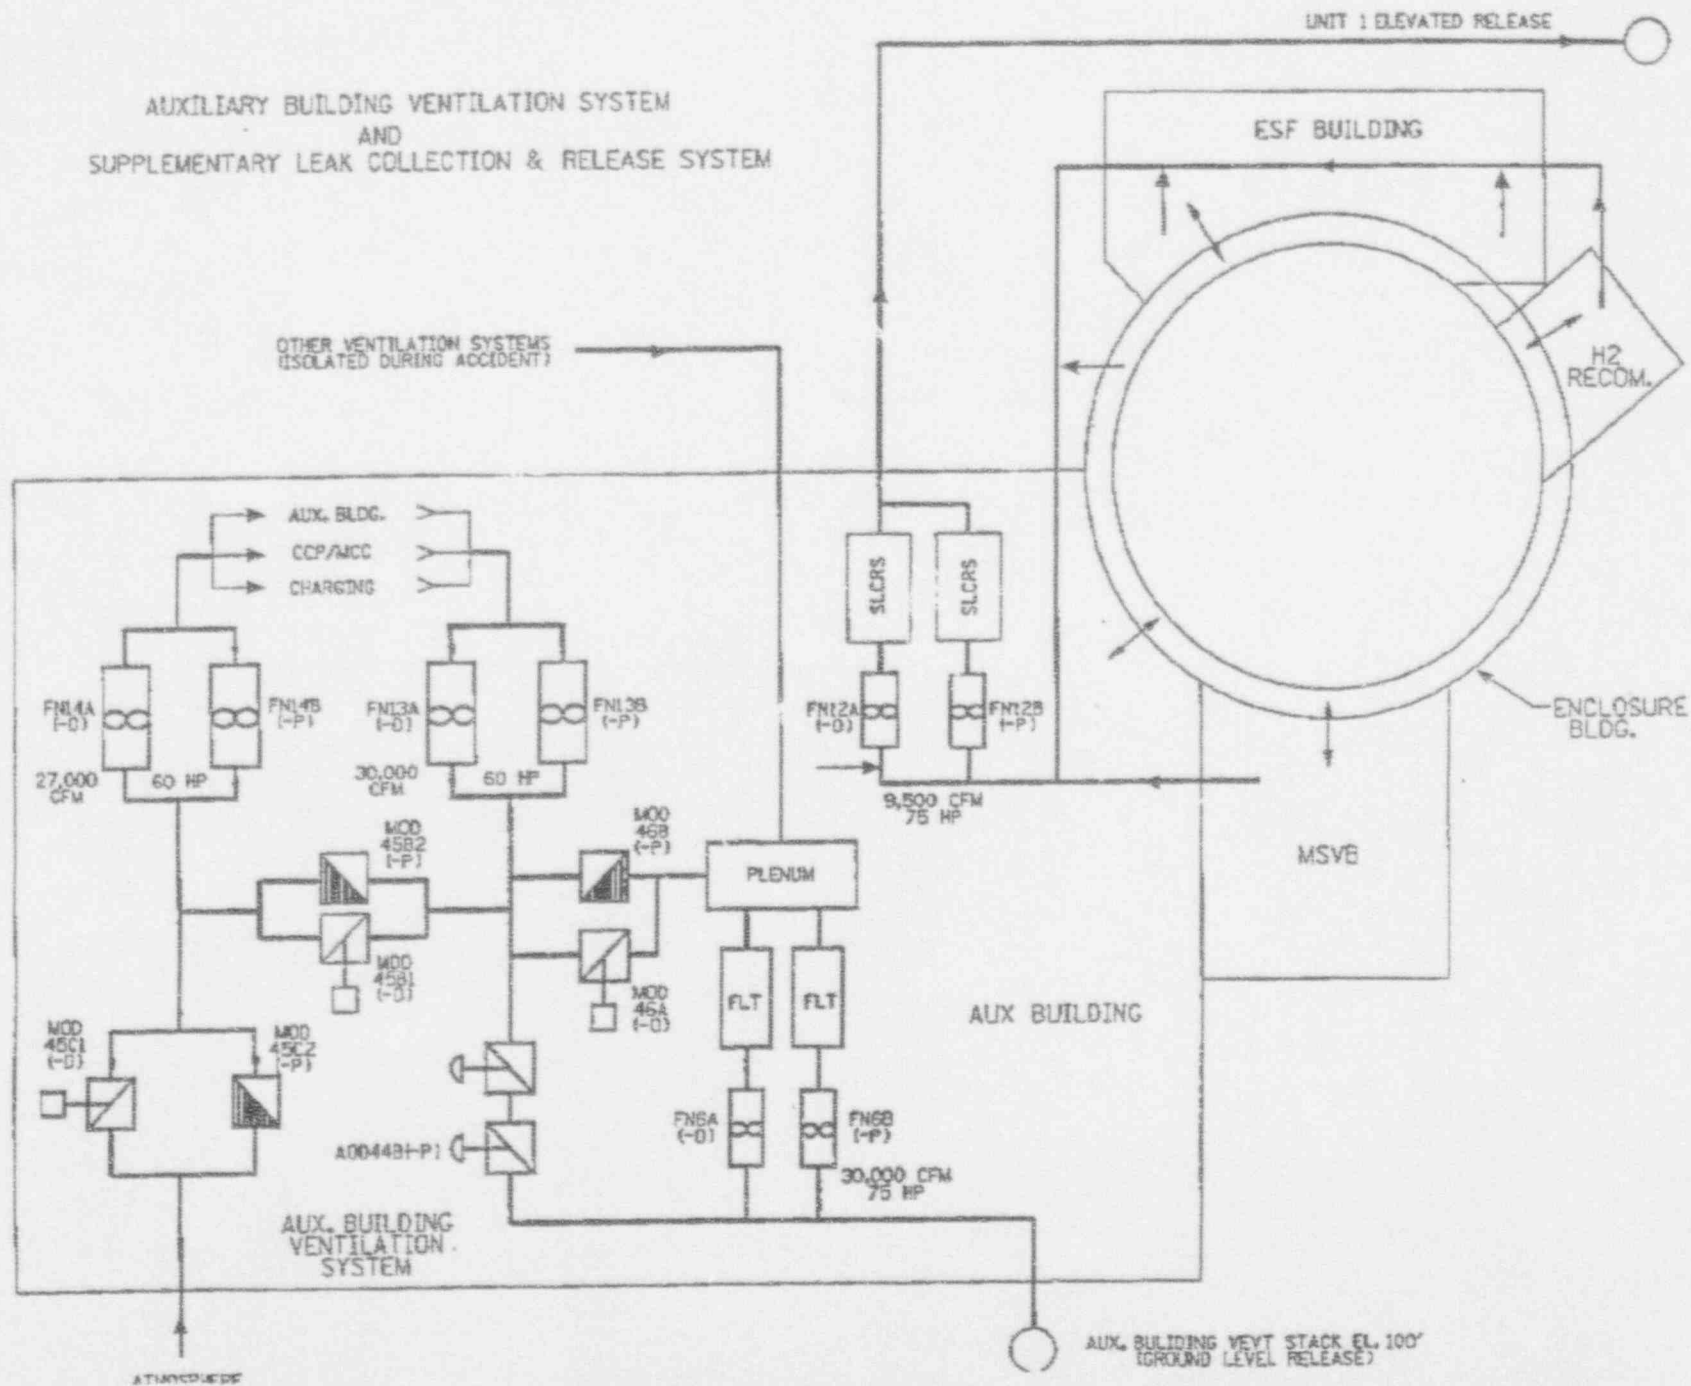 UNIT 1 ELEVATED RELEASE
AUXILIARY BUILDING VENTILATION SYSTEM
AND
SUPPLEMENTARY LEAK COLLECTION & RELEASE SYSTEM
ESF BUILDING
OTHER VENTILATION SYSTEMS
(ISOLATED DURING ACCIDENT)
H2
RECOM.
AUX. BLDG.
CCP/MCC
CHARGING
SLCRS
SLCRS
FN14A
(-O)
FN14B
(-P)
FN13A
(-O)
FN13B
(-P)
FN12A
(-O)
FN12B
(-P)
ENCLOSURE
BLDG.
27,000
CFM
60 HP
30,000
CFM
60 HP
9,500 CFM
75 HP
MOD
45B2
(-P)
MOD
46B
(-P)
PLENUM
MSVB
MOD
45B1
(-O)
MOD
46A
(-O)
FLT
FLT
AUX BUILDING
MOD
45C1
(-O)
MOD
45C2
(-P)
FN6A
(-O)
FN6B
(-P)
AOD44B(-P)
30,000 CFM
75 HP
AUX. BUILDING
VENTILATION
SYSTEM
AUX. BULIDING VEYT STACK EL. 100'
(GROUND LEVEL RELEASE)
ATMOSPHERE